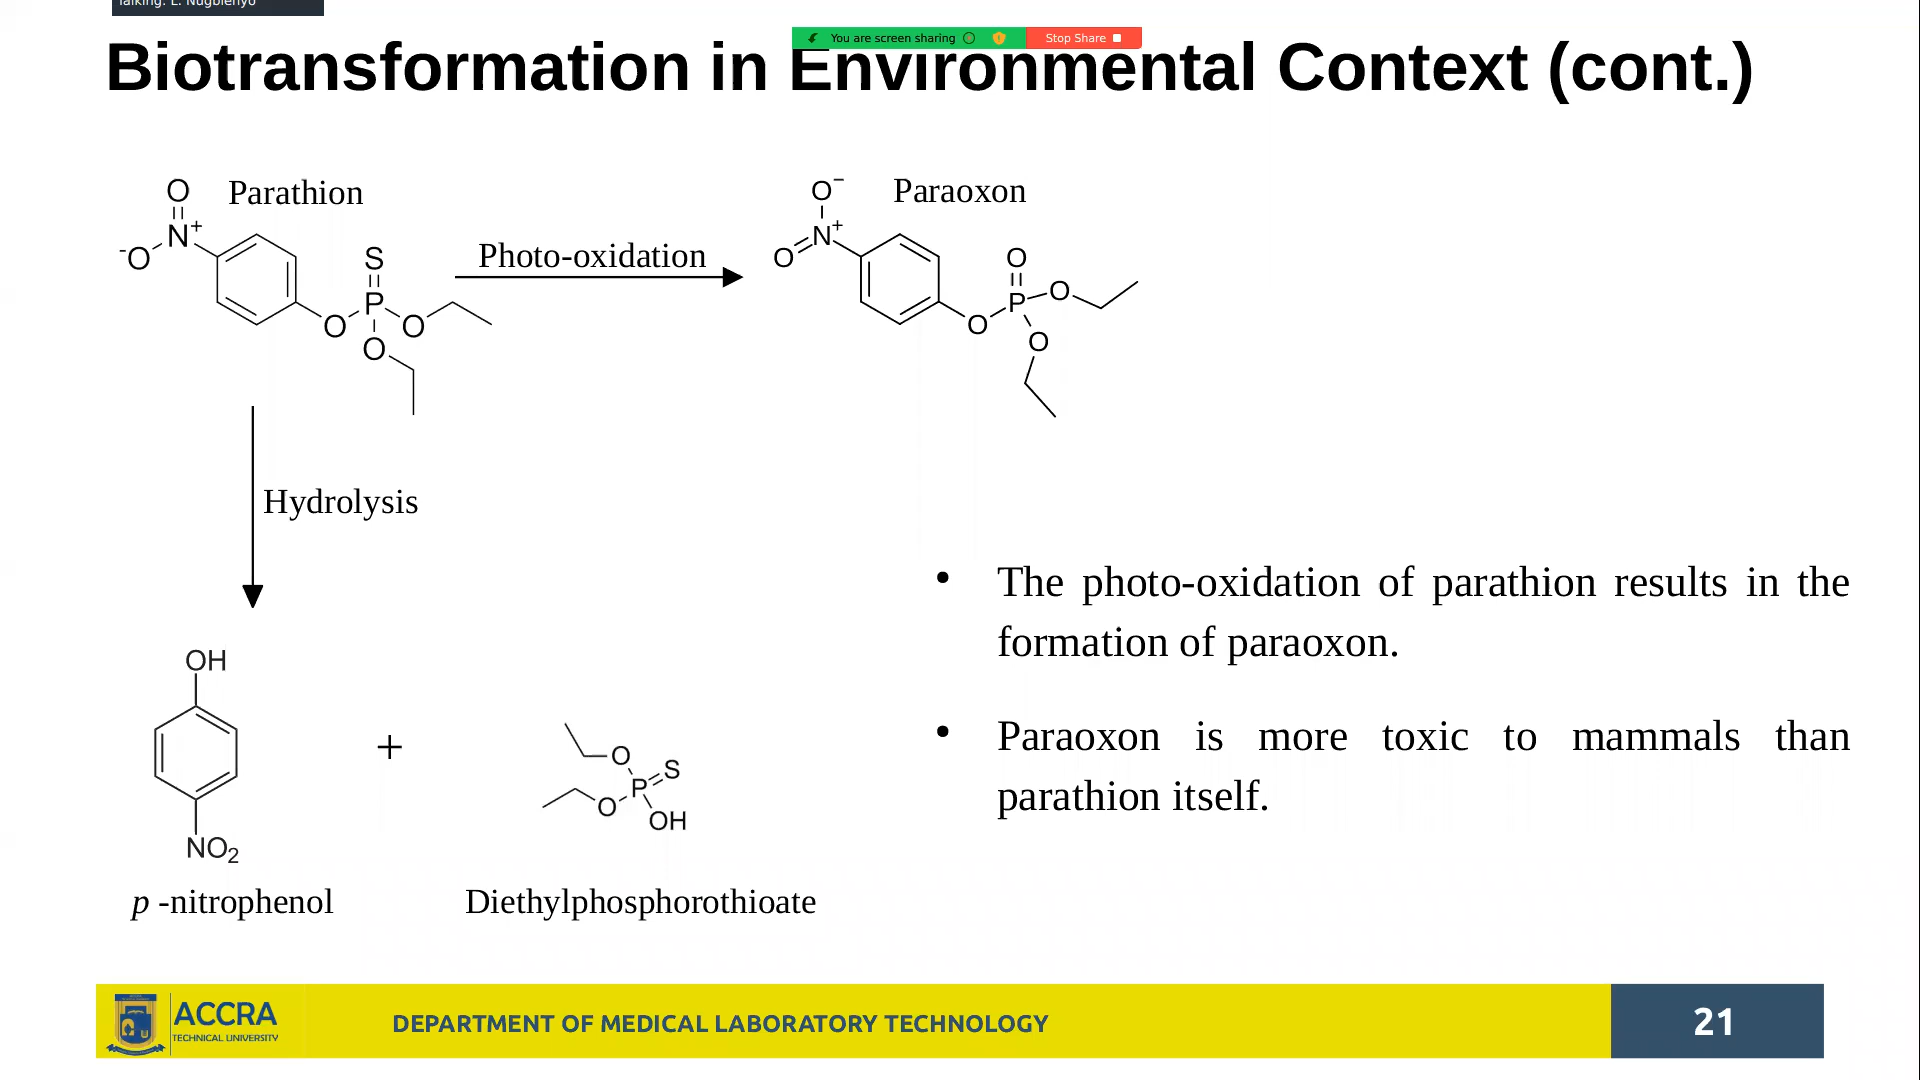 Talking: E. Nugbienyo
You are screen sharing
Stop Share
Biotransformation in Environmental Context (cont.)
Parathion
O
N+
-O
S
P
O
O
O
Photo-oxidation
Paraoxon
O−
N+
O
O
P
O
O
O
Hydrolysis
The photo-oxidation of parathion results in the
formation of paraoxon.
Paraoxon is more toxic to mammals than
parathion itself.
OH
NO2
+
O
S
P
O
OH
p -nitrophenol
Diethylphosphorothioate
ACCRA
TECHNICAL UNIVERSITY
DEPARTMENT OF MEDICAL LABORATORY TECHNOLOGY
21